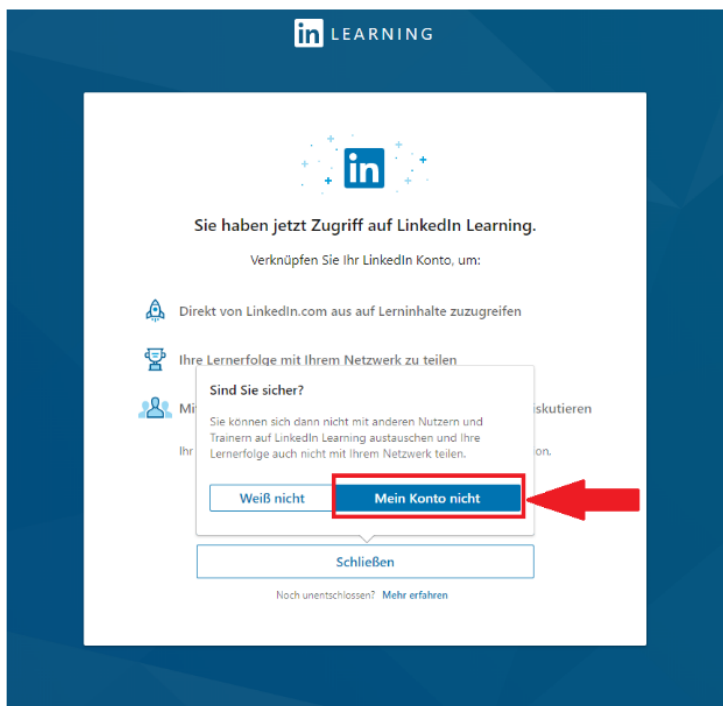 in LEARNING
in
Sie haben jetzt Zugriff auf LinkedIn Learning.
Verknüpfen Sie Ihr LinkedIn Konto, um:
Direkt von LinkedIn.com aus auf Lerninhalte zuzugreifen
Ihre Lernerfolge mit Ihrem Netzwerk zu teilen
Sind Sie sicher?
Sie können sich dann nicht mit anderen Nutzern und
Trainern auf LinkedIn Learning austauschen und Ihre
Lernerfolge auch nicht mit Ihrem Netzwerk teilen.
Ihr
Weiß nicht
Mein Konto nicht
Schließen
Noch unentschlossen? Mehr erfahren